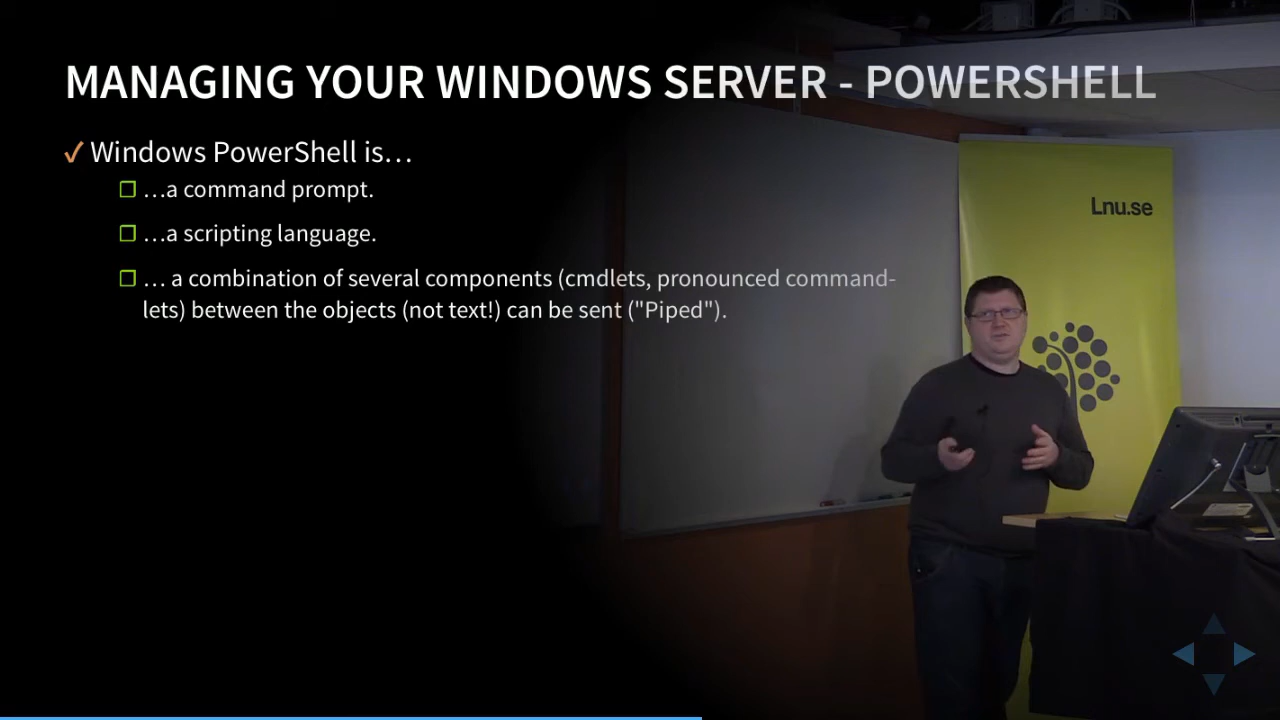 MANAGING YOUR WINDOWS SERVER - POWERSHELL
✓ Windows PowerShell is…
❐ …a command prompt.
❐ …a scripting language.
❐ … a combination of several components (cmdlets, pronounced command-
lets) between the objects (not text!) can be sent ("Piped").
Lnu.se